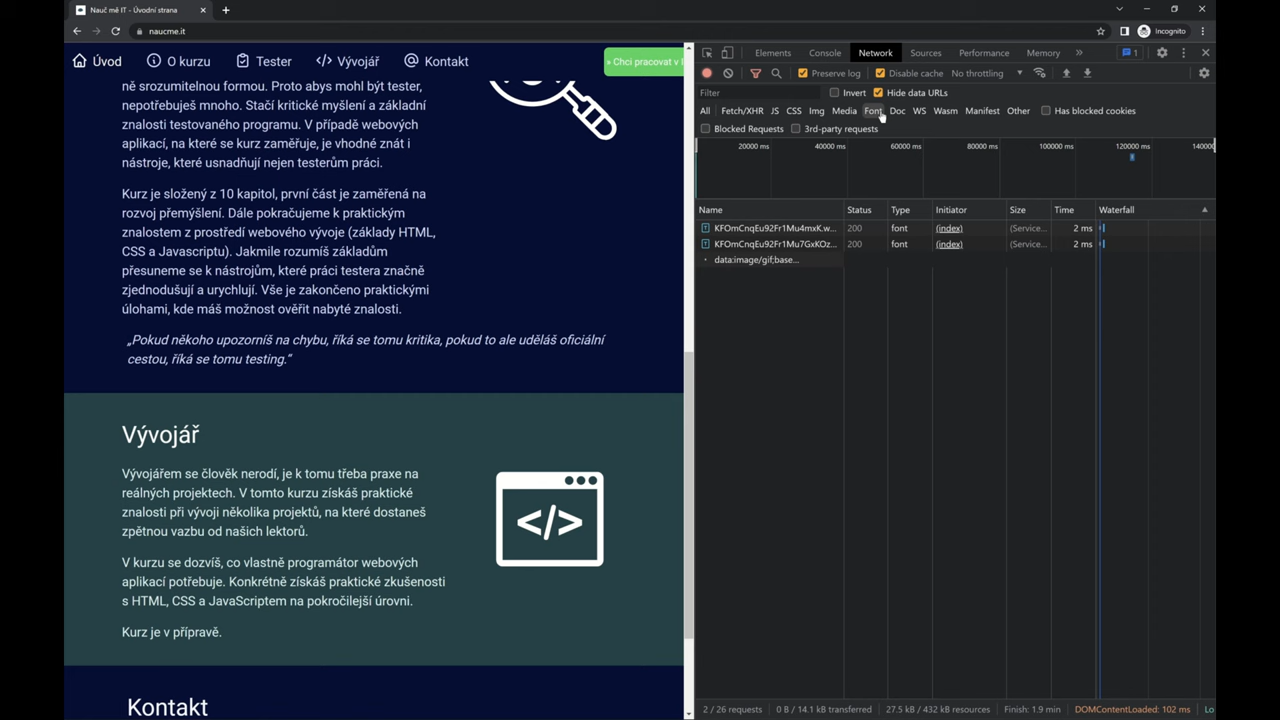 Nauč mě IT - Úvodní strana
naucme.it
Incognito
Úvod
O kurzu
Tester
Vývojář
Kontakt
» Chci pracovat v I
ně srozumitelnou formou. Proto abys mohl být tester,
nepotřebuješ mnoho. Stačí kritické myšlení a základní
znalosti testovaného programu. V případě webových
aplikací, na které se kurz zaměřuje, je vhodné znát i
nástroje, které usnadňují nejen testerům práci.
Kurz je složený z 10 kapitol, první část je zaměřená na
rozvoj přemýšlení. Dále pokračujeme k praktickým
znalostem z prostředí webového vývoje (základy HTML,
CSS a Javascriptu). Jakmile rozumíš základům
přesuneme se k nástrojům, které práci testera značně
zjednodušují a urychlují. Vše je zakončeno praktickými
úlohami, kde máš možnost ověřit nabyté znalosti.
„Pokud někoho upozorníš na chybu, říká se tomu kritika, pokud to ale uděláš oficiální
cestou, říká se tomu testing.“
Vývojář
Vývojářem se člověk nerodí, je k tomu třeba praxe na
reálných projektech. V tomto kurzu získáš praktické
znalosti při vývoji několika projektů, na které dostaneš
zpětnou vazbu od našich lektorů.
V kurzu se dozvíš, co vlastně programátor webových
aplikací potřebuje. Konkrétně získáš praktické zkušenosti
s HTML, CSS a JavaScriptem na pokročilejší úrovni.
Kurz je v přípravě.
</>
Kontakt
Elements Console Network Sources Performance Memory » 1
Preserve log Disable cache No throttling
Filter Invert Hide data URLs
All Fetch/XHR JS CSS Img Media Font Doc WS Wasm Manifest Other Has blocked cookies
Blocked Requests 3rd-party requests
20000 ms 40000 ms 60000 ms 80000 ms 100000 ms 120000 ms 14000
Name Status Type Initiator Size Time Waterfall
KFOmCnqEu92Fr1Mu4mxK.w... 200 font (index) (Service... 2 ms
KFOmCnqEu92Fr1Mu7GxKOz... 200 font (index) (Service... 2 ms
data:image/gif;base...
2 / 26 requests 0 B / 14.1 kB transferred 27.5 kB / 432 kB resources Finish: 1.9 min DOMContentLoaded: 102 ms Lo